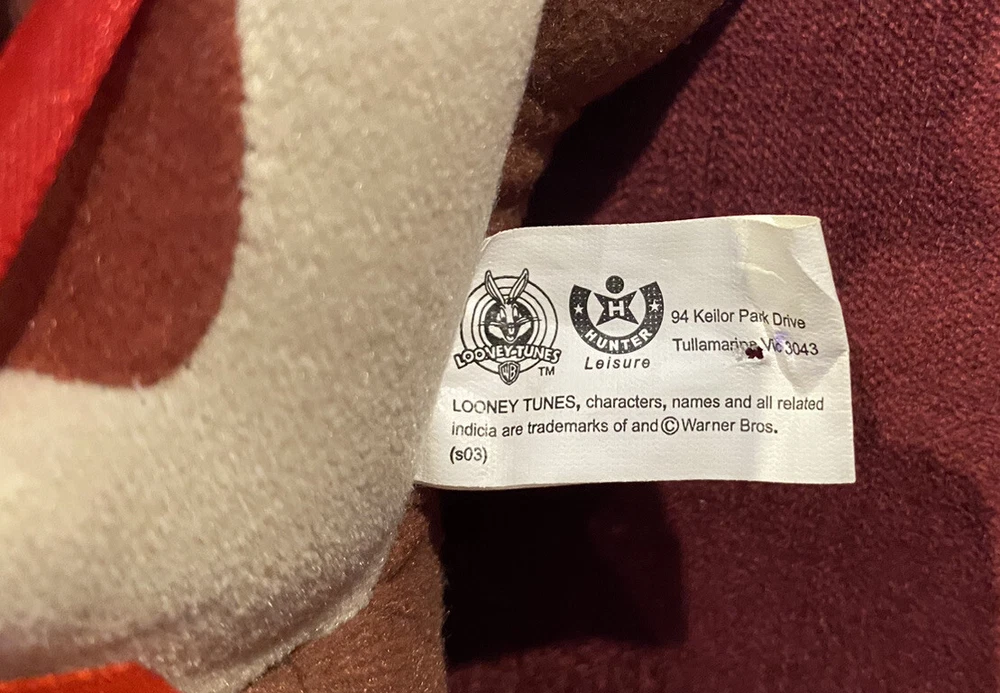 LOONEY TUNES
WB
TM
H
HUNTER
Leisure
94 Keilor Park Drive
Tullamarine Vic 3043
LOONEY TUNES, characters, names and all related
indicia are trademarks of and © Warner Bros.
(s03)